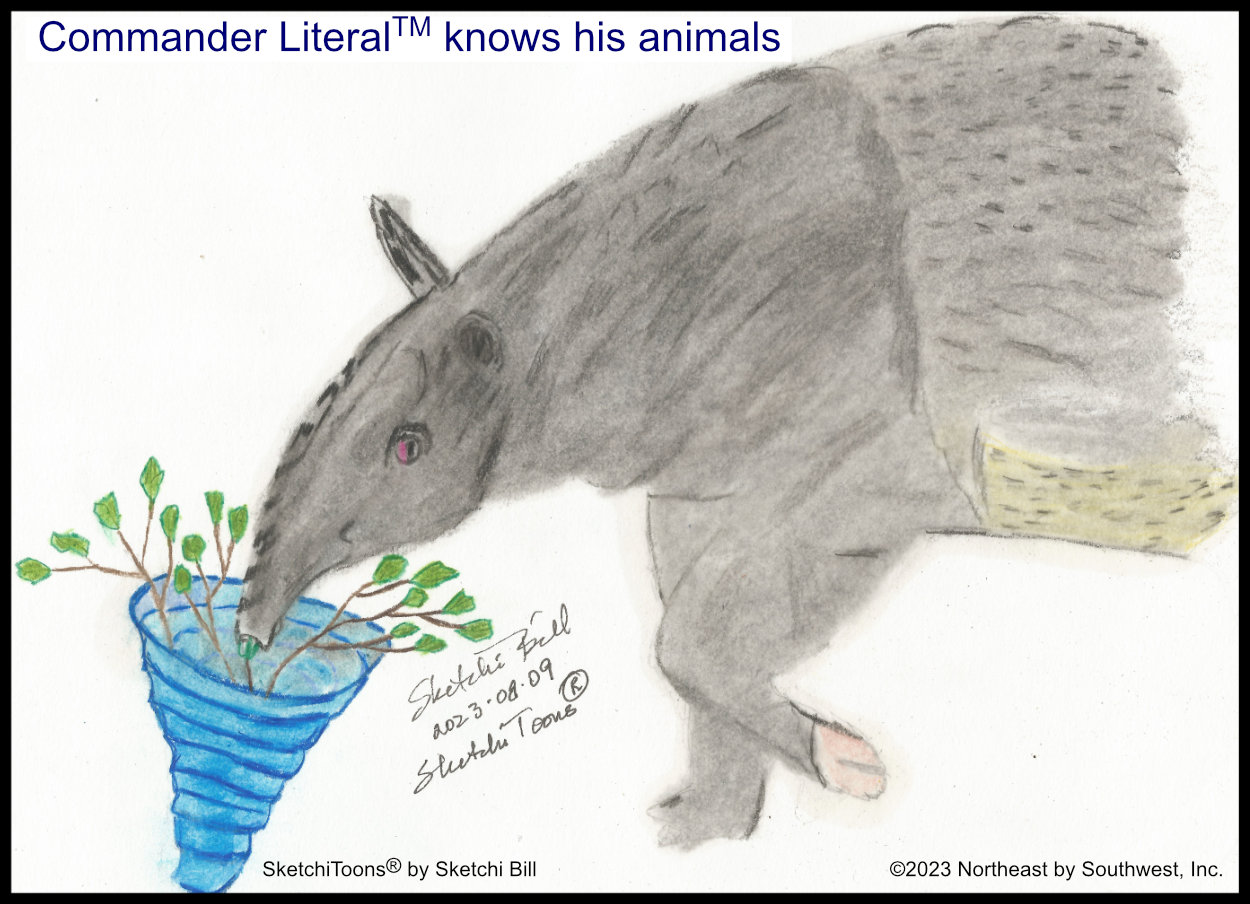 Commander Literal™ knows his animals
Sketchi Bill
2023·08·09
SketchiToons®
SketchiToons® by Sketchi Bill
©2023 Northeast by Southwest, Inc.